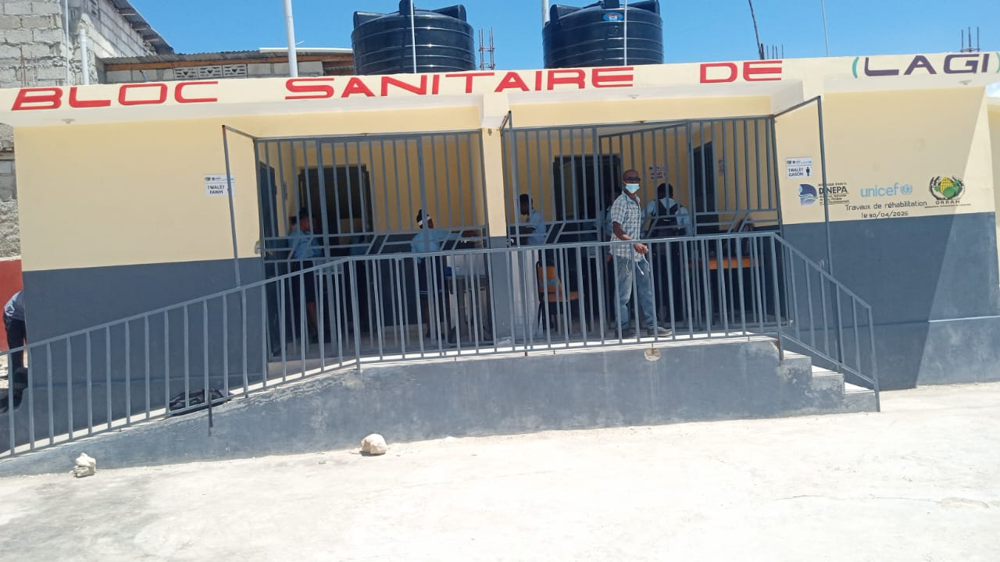 BLOC SANITAIRE DE (LAGI)
TWALÈT
FANM
TWALÈT
GASON
DINEPA
unicef
ORRAH
Travaux de réhabilitation
le 30/04/2025